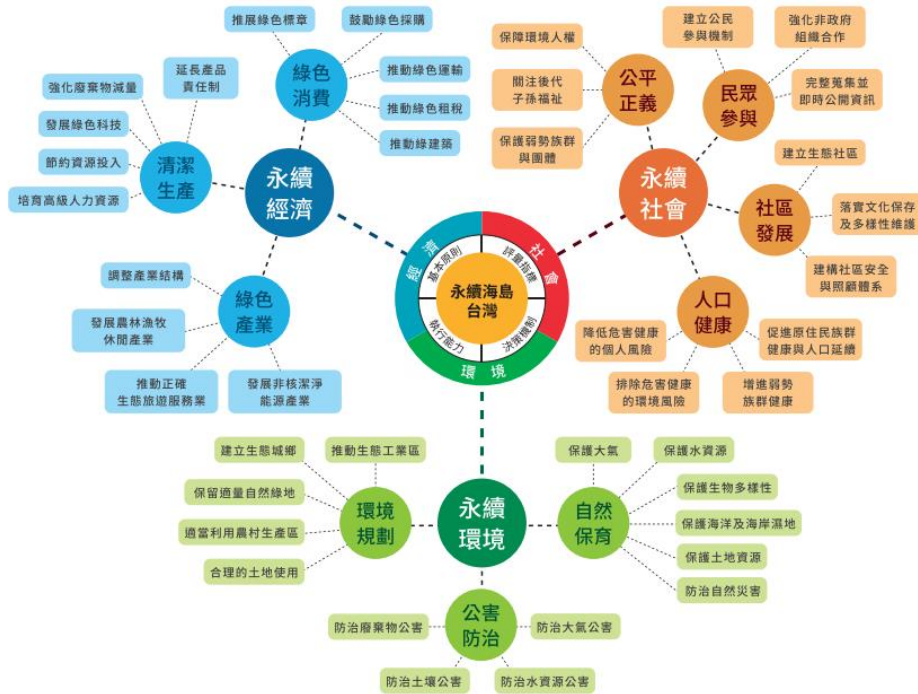 推展綠色標章
鼓勵綠色採購
綠色
消費
推動綠色運輸
推動綠色租稅
推動綠建築
延長產品
責任制
強化廢棄物減量
發展綠色科技
節約資源投入
培育高級人力資源
清潔
生產
永續
經濟
調整產業結構
發展農林漁牧
休閒產業
推動正確
生態旅遊服務業
發展非核潔淨
能源產業
綠色
產業
保障環境人權
關注後代
子孫福祉
保護弱勢族群
與團體
公平
正義
建立公民
參與機制
強化非政府
組織合作
完整蒐集並
即時公開資訊
民眾
參與
永續
社會
建立生態社區
落實文化保存
及多樣性維護
建構社區安全
與照顧體系
社區
發展
人口
健康
降低危害健康
的個人風險
排除危害健康
的環境風險
增進弱勢
族群健康
促進原住民族群
健康與人口延續
經濟
社會
環境
基本原則
評量指標
執行能力
決策機制
永續海島
台灣
建立生態城鄉
推動生態工業區
保留適量自然綠地
適當利用農村生產區
合理的土地使用
環境
規劃
永續
環境
自然
保育
保護大氣
保護水資源
保護生物多樣性
保護海洋及海岸濕地
保護土地資源
防治自然災害
公害
防治
防治廢棄物公害
防治大氣公害
防治土壤公害
防治水資源公害